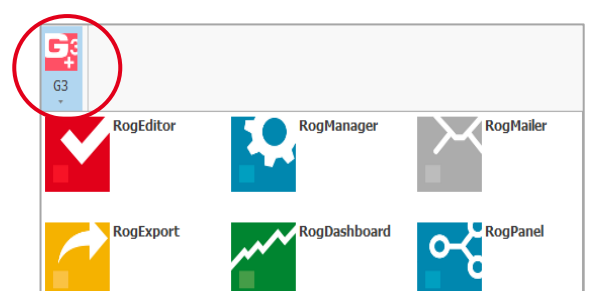 G3
+
G3
RogEditor
RogManager
RogMailer
RogExport
RogDashboard
RogPanel